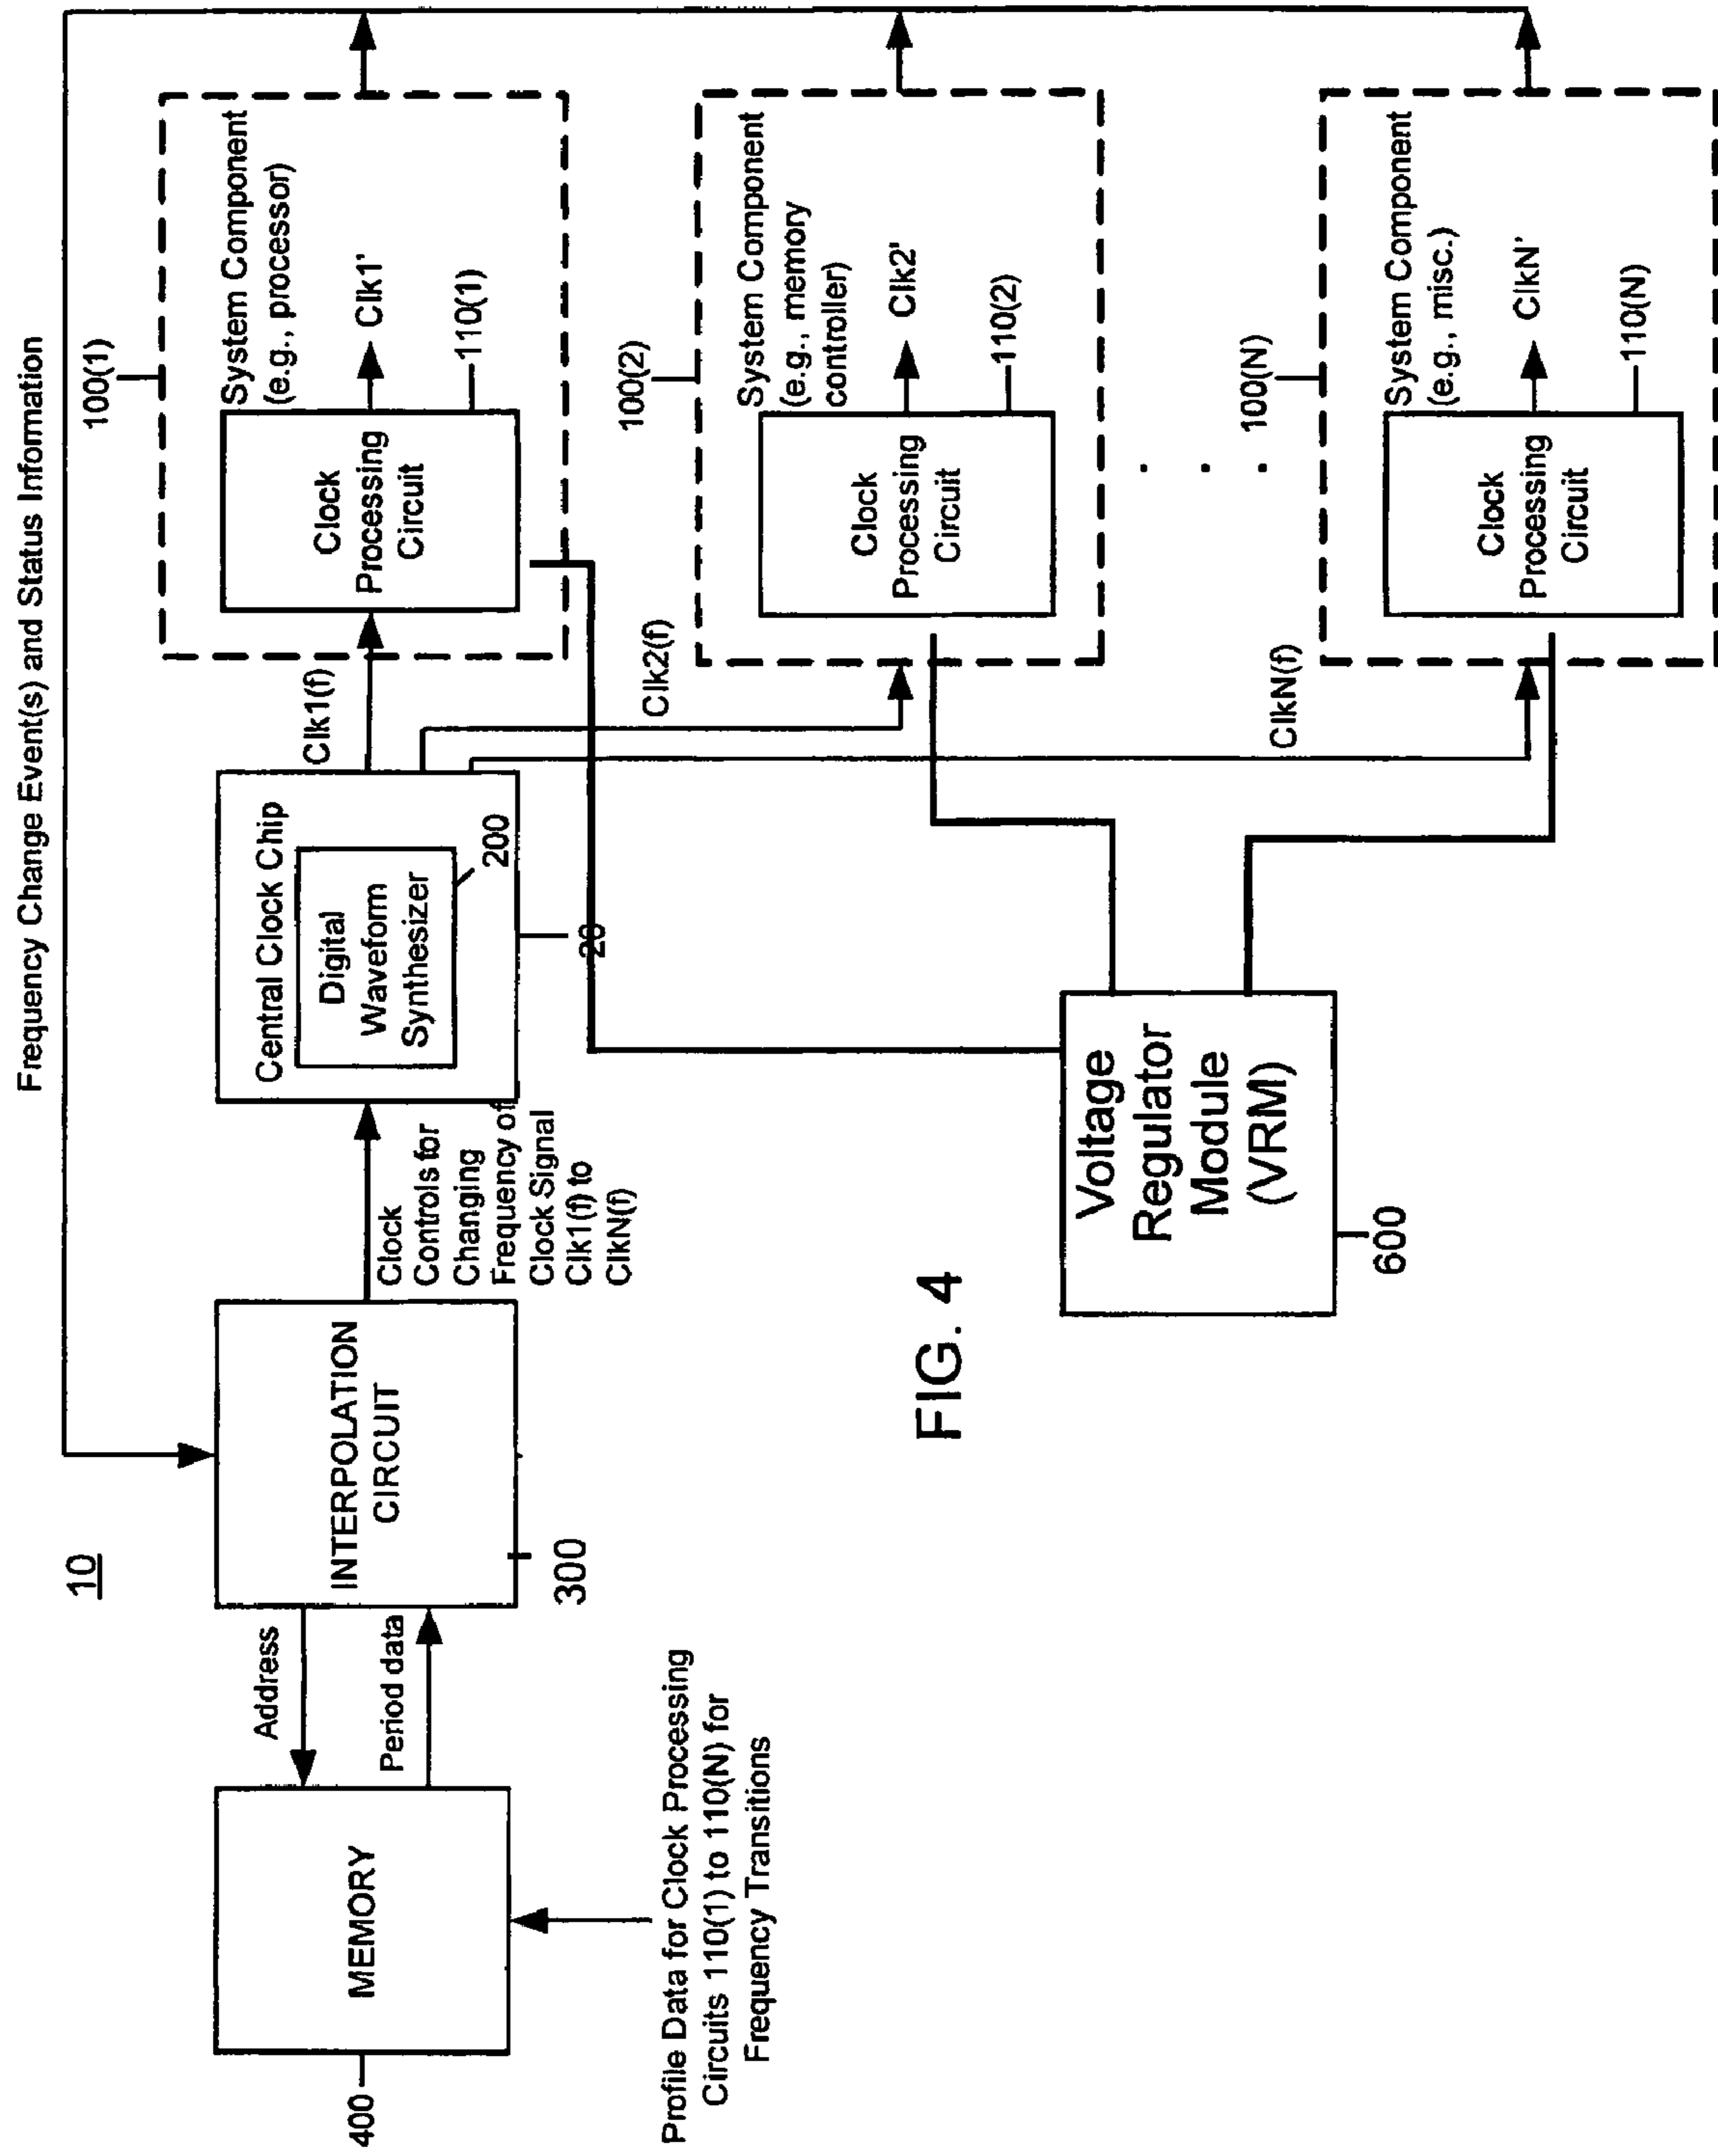 Frequency Change Event(s) and Status Information
10
400
MEMORY
Address
Period data
Profile Data for Clock Processing
Circuits 110(1) to 110(N) for
Frequency Transitions
INTERPOLATION
CIRCUIT
300
Clock
Controls for
Changing
Frequency of
Clock Signal
Clk1(f) to
ClkN(f)
Central Clock Chip
Digital
Waveform
Synthesizer
200
20
Clk1(f)
Clk2(f)
ClkN(f)
100(1)
System Component
(e.g., processor)
Clock
Processing
Circuit
Clk1'
110(1)
100(2)
System Component
(e.g., memory
controller)
Clock
Processing
Circuit
Clk2'
110(2)
. . .
100(N)
System Component
(e.g., misc.)
Clock
Processing
Circuit
ClkN'
110(N)
Voltage
Regulator
Module
(VRM)
600
FIG. 4